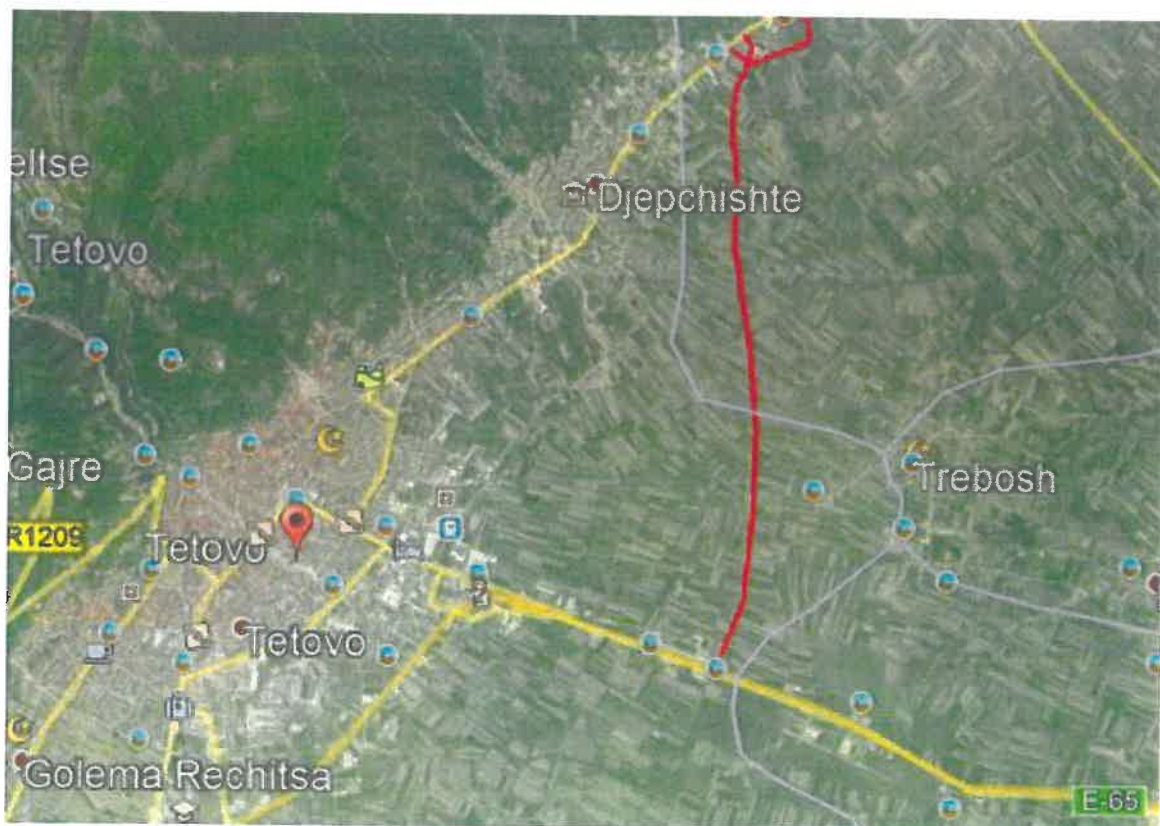 eltse
Tetovo
Djepchishte
Gajre
R1209
Tetovo
Trebosh
Tetovo
Golema Rechitsa
E-65